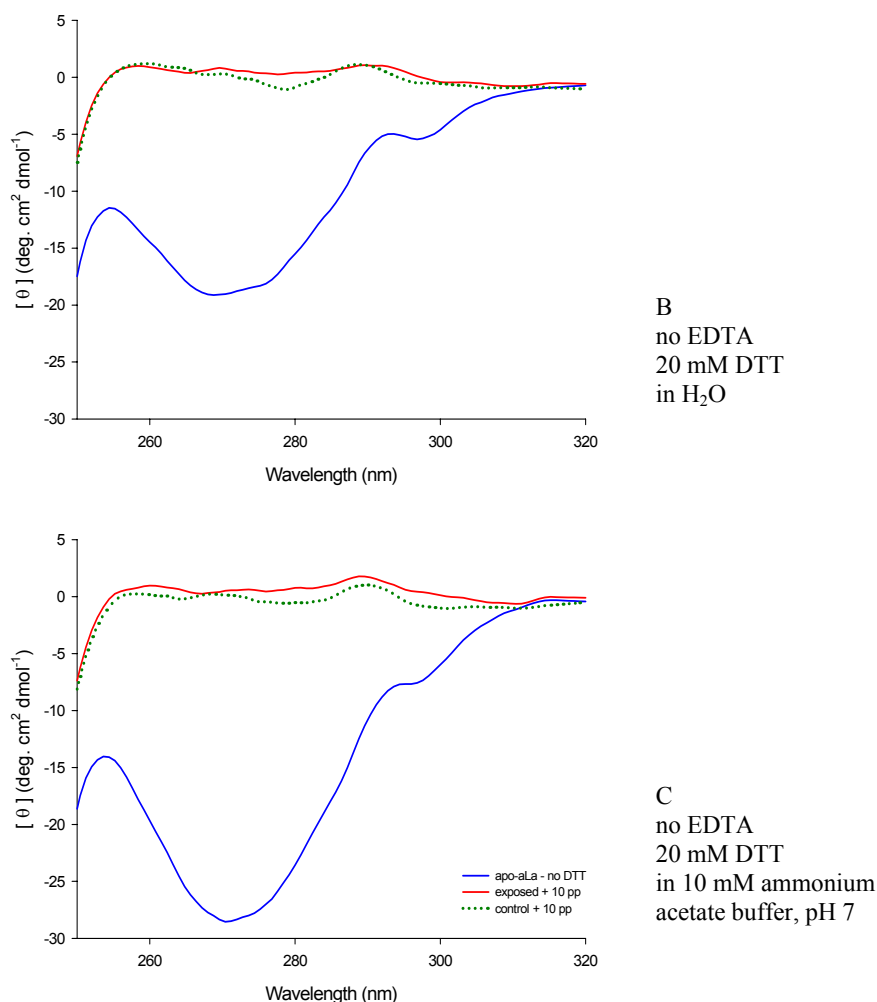 5
0
-5
-10
-15
-20
-25
-30
[ θ ] (deg. cm² dmol⁻¹)
260 280 300 320
Wavelength (nm)
B
no EDTA
20 mM DTT
in H₂O
5
0
-5
-10
-15
-20
-25
-30
[ θ ] (deg. cm² dmol⁻¹)
260 280 300 320
Wavelength (nm)
apo-aLa - no DTT
exposed + 10 pp
control + 10 pp
C
no EDTA
20 mM DTT
in 10 mM ammonium
acetate buffer, pH 7